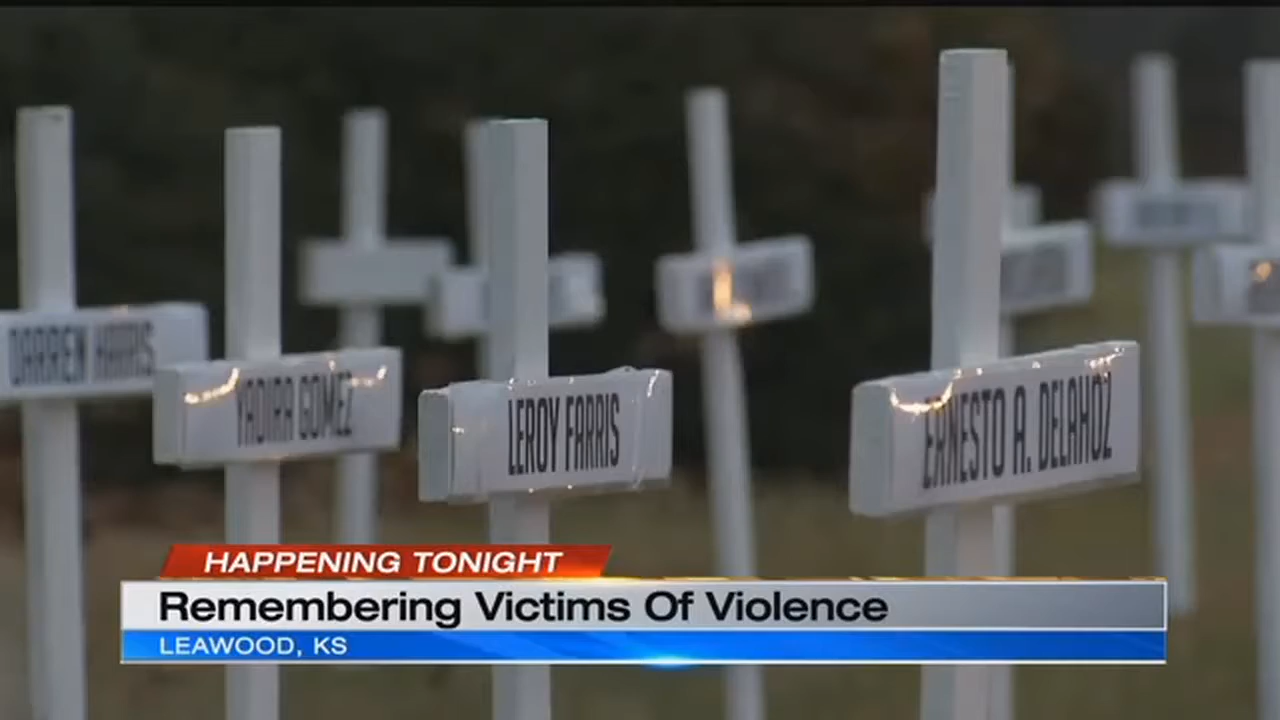 DARREN HARRIS
YADIRA GOMEZ
LEROY FARRIS
ERNESTO A. DELAHOZ
HAPPENING TONIGHT
Remembering Victims Of Violence
LEAWOOD, KS